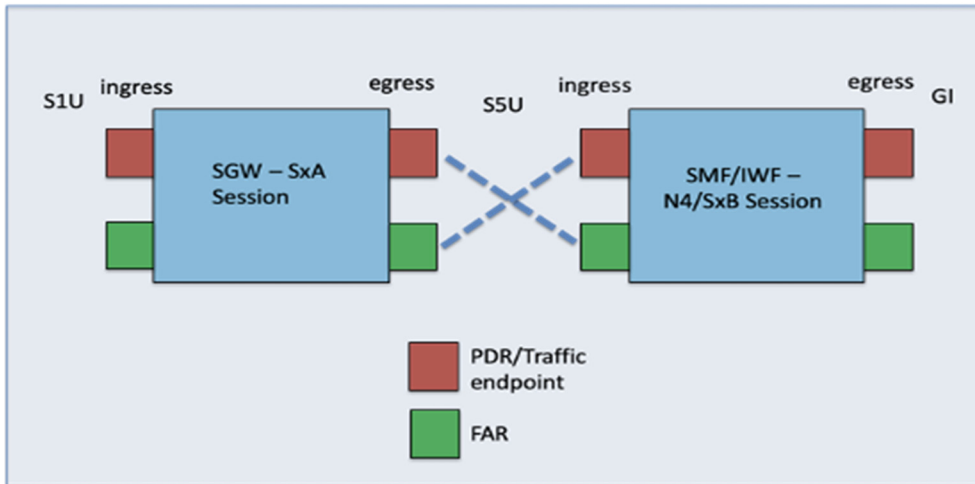 S1U
ingress
egress
S5U
ingress
egress
GI
SGW – SxA
Session
SMF/IWF –
N4/SxB Session
PDR/Traffic
endpoint
FAR